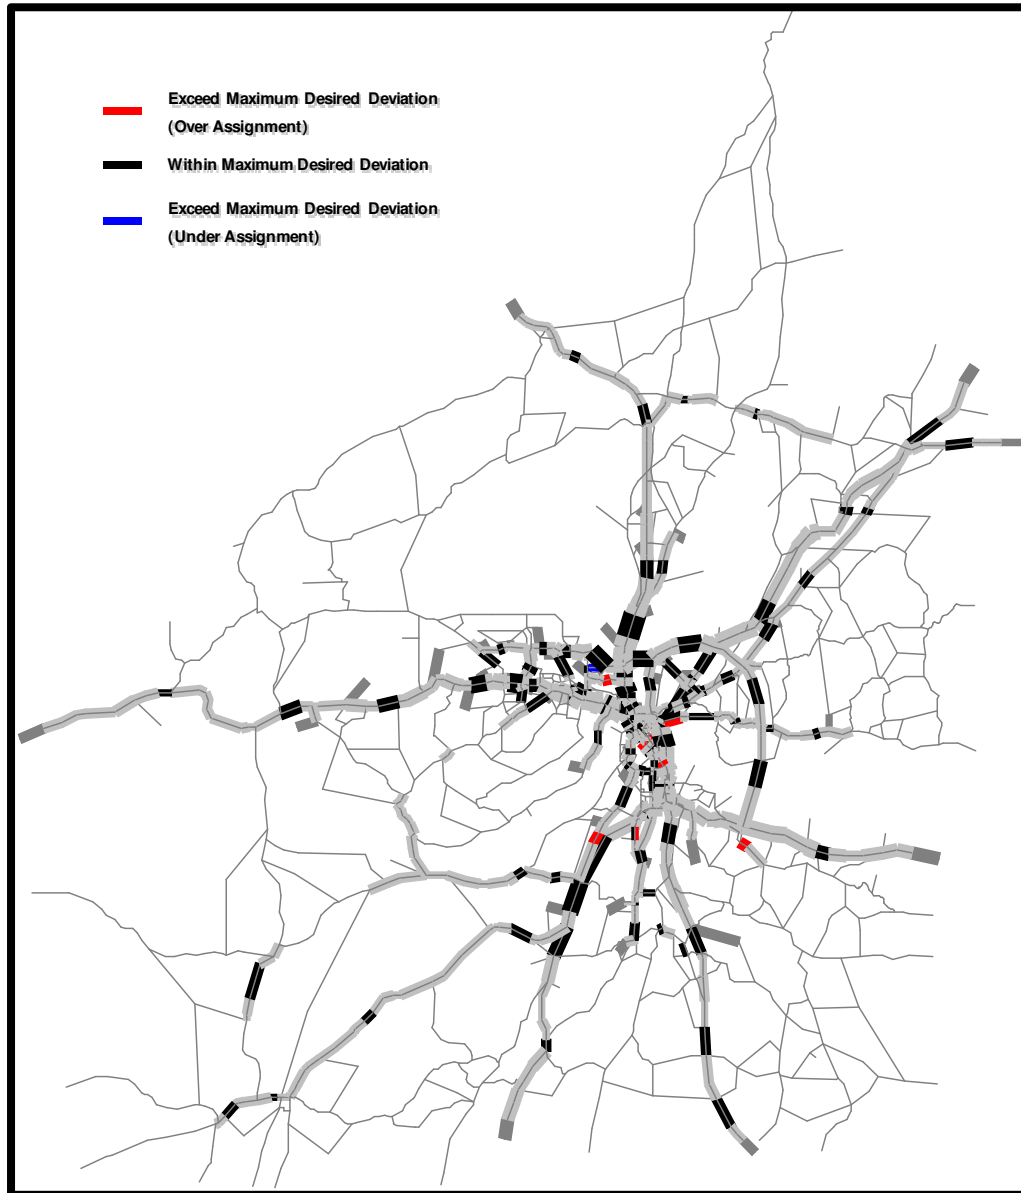 Exceed Maximum Desired Deviation
(Over Assignment)
Within Maximum Desired Deviation
Exceed Maximum Desired Deviation
(Under Assignment)